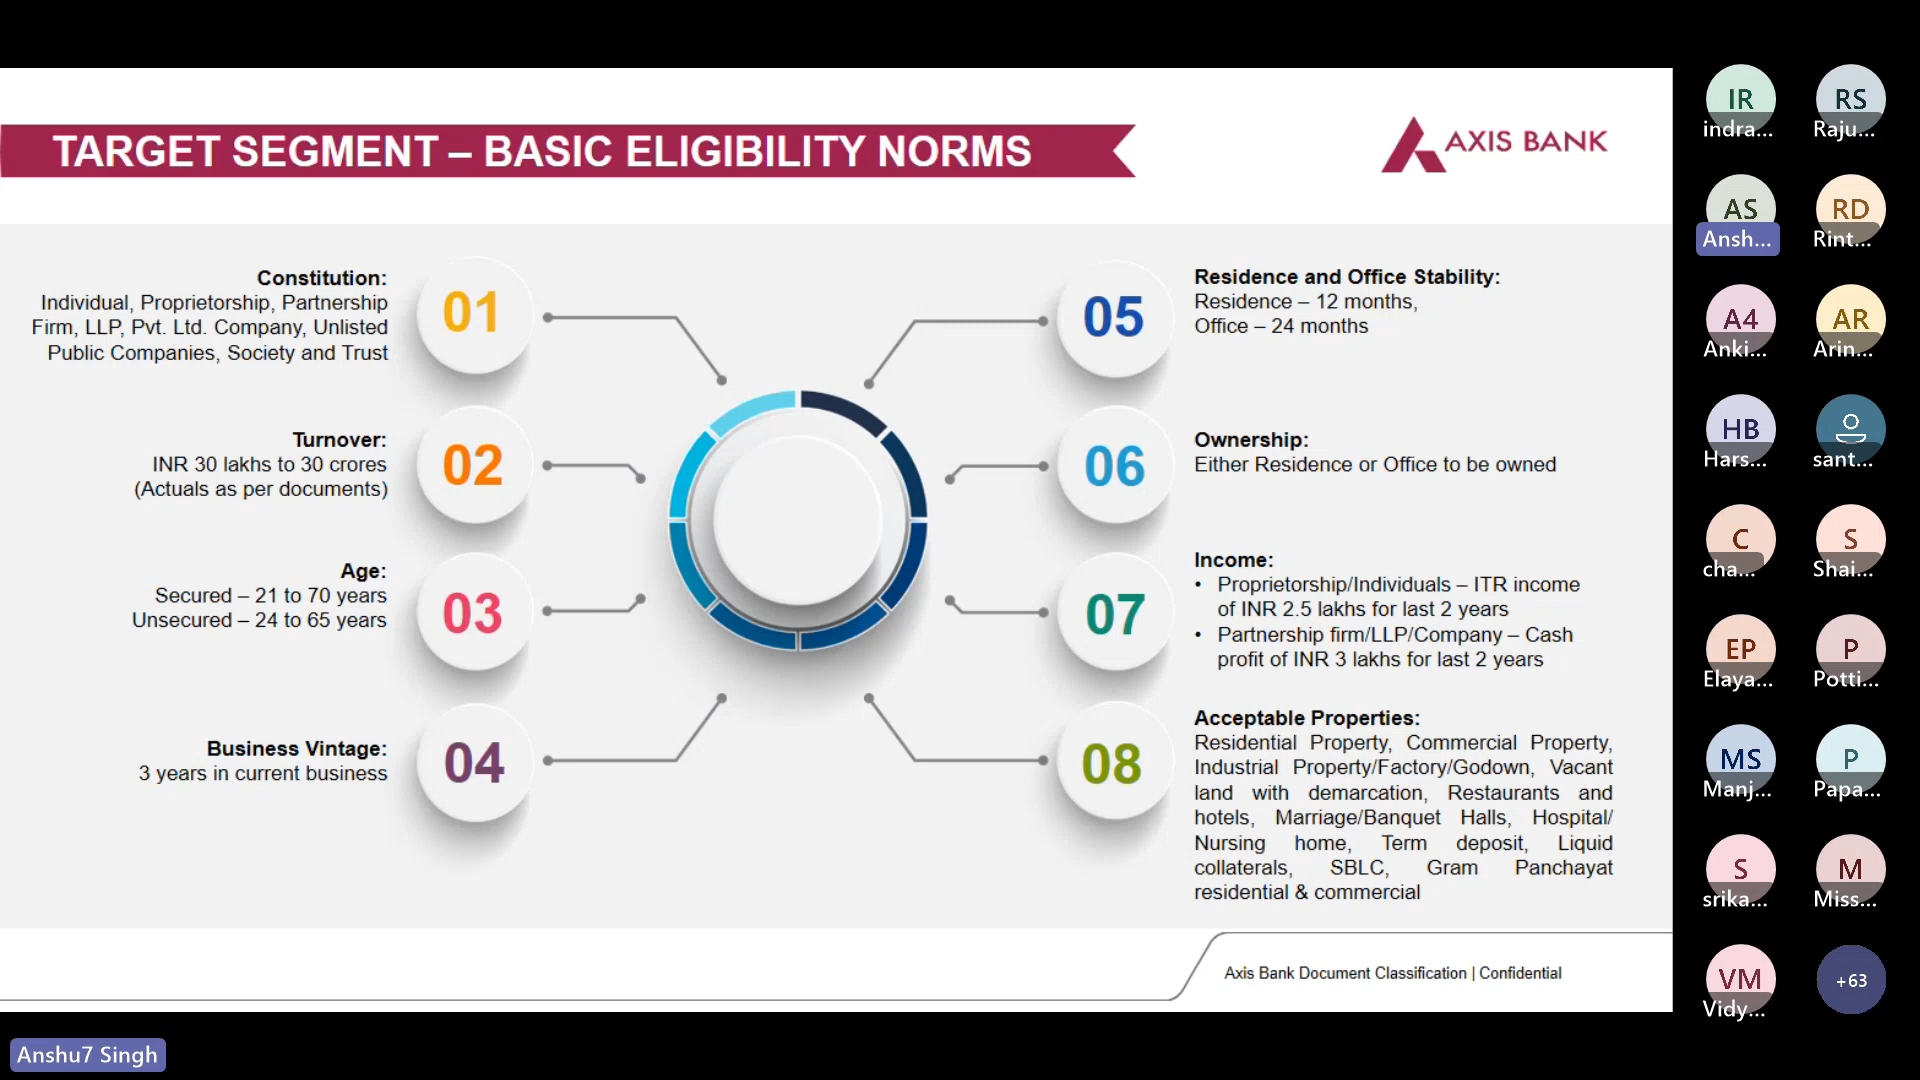 TARGET SEGMENT – BASIC ELIGIBILITY NORMS
AXIS BANK
Constitution:
Individual, Proprietorship, Partnership
Firm, LLP, Pvt. Ltd. Company, Unlisted
Public Companies, Society and Trust
01
Turnover:
INR 30 lakhs to 30 crores
(Actuals as per documents)
02
Age:
Secured – 21 to 70 years
Unsecured – 24 to 65 years
03
Business Vintage:
3 years in current business
04
05
Residence and Office Stability:
Residence – 12 months,
Office – 24 months
06
Ownership:
Either Residence or Office to be owned
07
Income:
• Proprietorship/Individuals – ITR income
of INR 2.5 lakhs for last 2 years
• Partnership firm/LLP/Company – Cash
profit of INR 3 lakhs for last 2 years
08
Acceptable Properties:
Residential Property, Commercial Property,
Industrial Property/Factory/Godown, Vacant
land with demarcation, Restaurants and
hotels, Marriage/Banquet Halls, Hospital/
Nursing home, Term deposit, Liquid
collaterals, SBLC, Gram Panchayat
residential & commercial
Axis Bank Document Classification | Confidential
Anshu7 Singh
IR
indra...
RS
Raju...
AS
Ansh...
RD
Rint...
A4
Anki...
AR
Arin...
HB
Hars...
sant...
C
cha...
S
Shai...
EP
Elaya...
P
Potti...
MS
Manj...
P
Papa...
S
srika...
M
Miss...
VM
Vidy...
+63